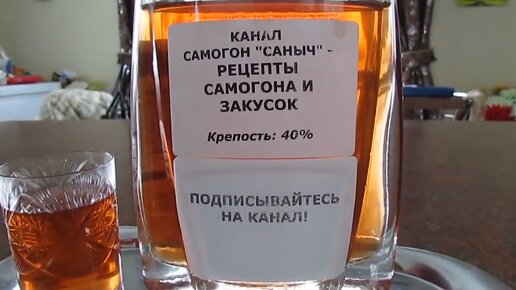 КАНАЛ
САМОГОН "САНЫЧ" -
РЕЦЕПТЫ
САМОГОНА И
ЗАКУСОК
Крепость: 40%
ПОДПИСЫВАЙТЕСЬ
НА КАНАЛ!